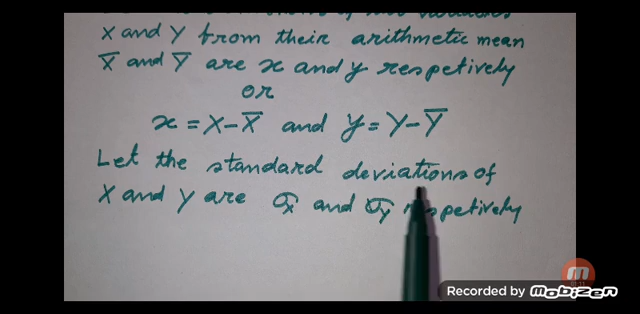 X and Y from their arithmetic mean
X̅ and Y̅ are x and y respetively
or
x = X-X̅ and y = Y-Y̅
Let the standard deviations of
X and Y are σx and σy respetively
Recorded by
MOBIZEN